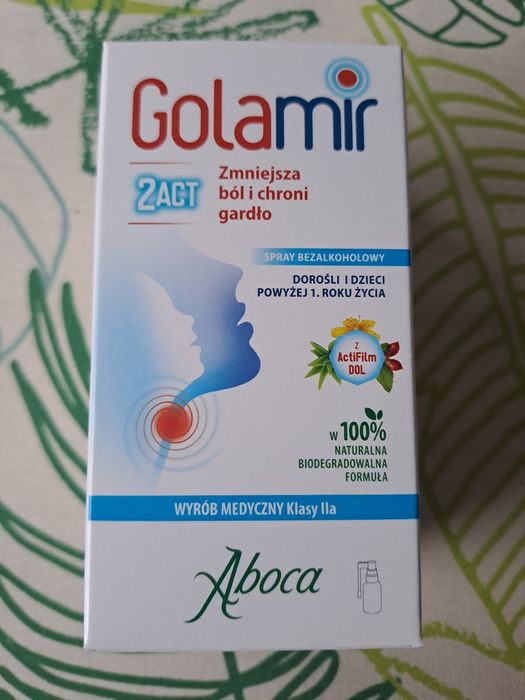 Golamir
2ACT
Zmniejsza
ból i chroni
gardło
SPRAY BEZALKOHOLOWY
DOROŚLI I DZIECI
POWYŻEJ 1. ROKU ŻYCIA
Z
ActiFilm
DOL
W 100%
NATURALNA
BIODEGRADOWALNA
FORMUŁA
WYRÓB MEDYCZNY Klasy IIa
Aboca